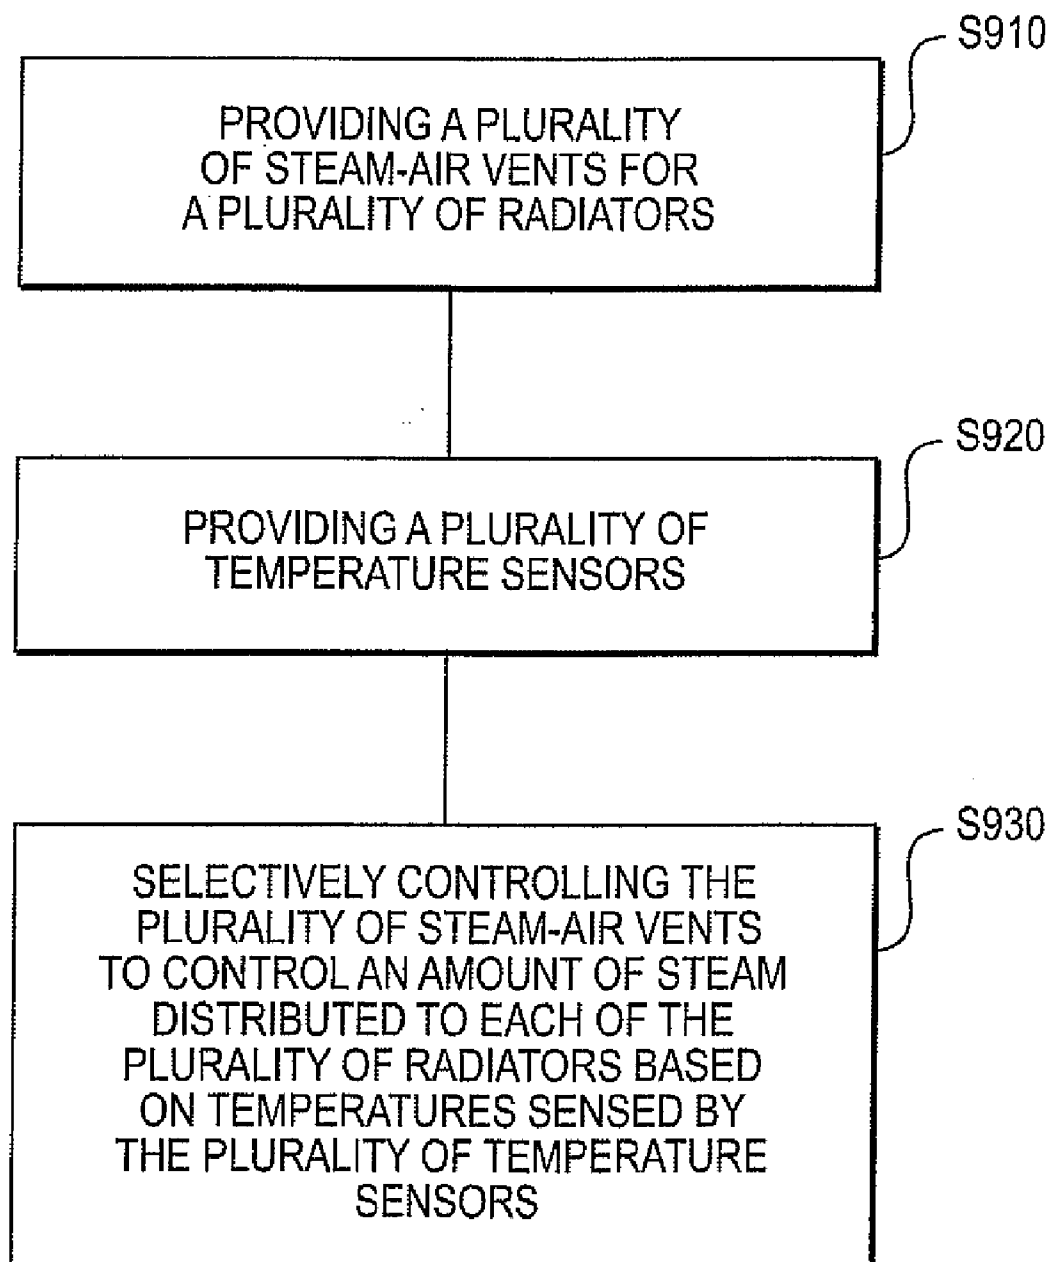 S910
PROVIDING A PLURALITY
OF STEAM-AIR VENTS FOR
A PLURALITY OF RADIATORS
S920
PROVIDING A PLURALITY OF
TEMPERATURE SENSORS
S930
SELECTIVELY CONTROLLING THE
PLURALITY OF STEAM-AIR VENTS
TO CONTROL AN AMOUNT OF STEAM
DISTRIBUTED TO EACH OF THE
PLURALITY OF RADIATORS BASED
ON TEMPERATURES SENSED BY
THE PLURALITY OF TEMPERATURE
SENSORS